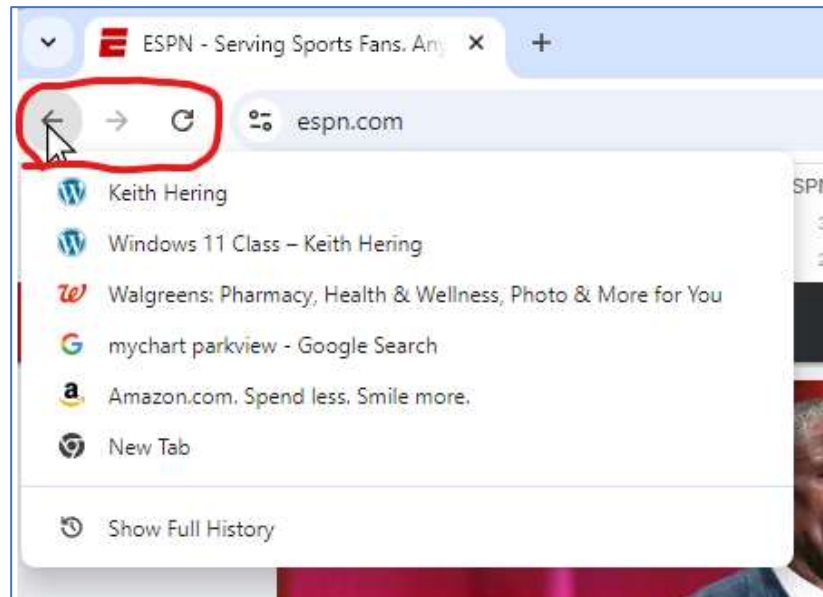 ESPN - Serving Sports Fans. An
espn.com
Keith Hering
Windows 11 Class – Keith Hering
Walgreens: Pharmacy, Health & Wellness, Photo & More for You
mychart parkview - Google Search
Amazon.com. Spend less. Smile more.
New Tab
Show Full History